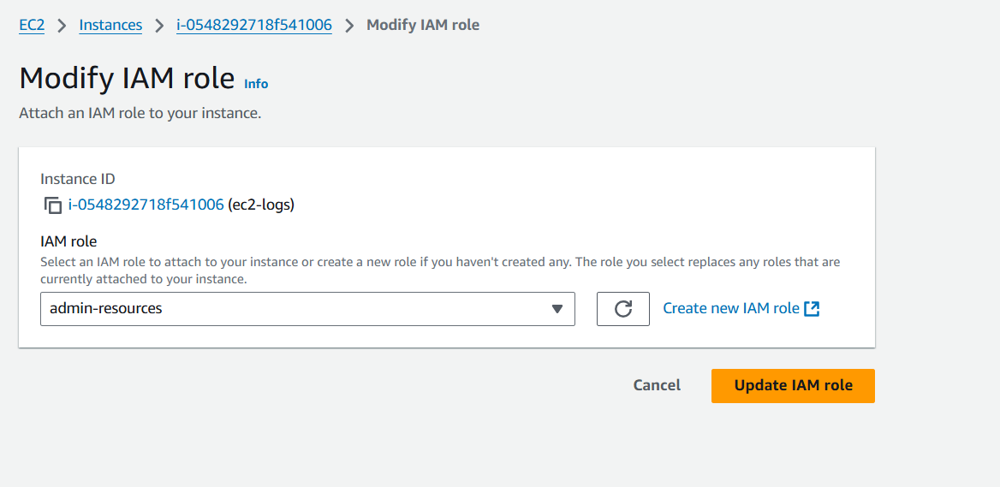 EC2 > Instances > i-0548292718f541006 > Modify IAM role
Modify IAM role Info
Attach an IAM role to your instance.
Instance ID
i-0548292718f541006 (ec2-logs)
IAM role
Select an IAM role to attach to your instance or create a new role if you haven't created any. The role you select replaces any roles that are
currently attached to your instance.
admin-resources
Create new IAM role
Cancel
Update IAM role